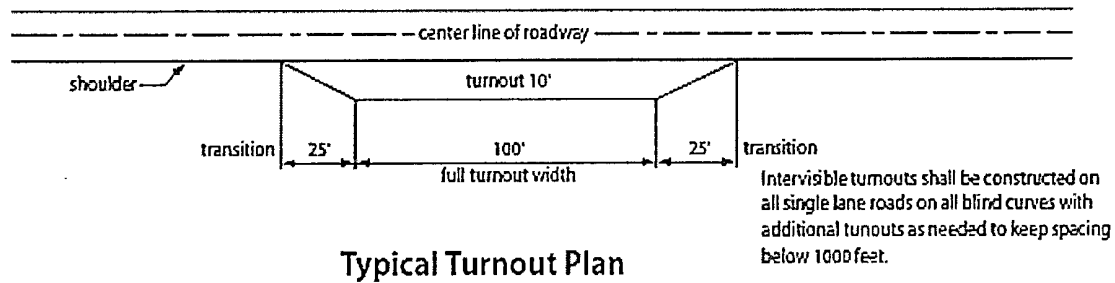 center line of roadway
shoulder
turnout 10'
transition
25'
100'
25'
transition
full turnout width
Intervisible turnouts shall be constructed on
all single lane roads on all blind curves with
additional tunouts as needed to keep spacing
below 1000 feet.
Typical Turnout Plan